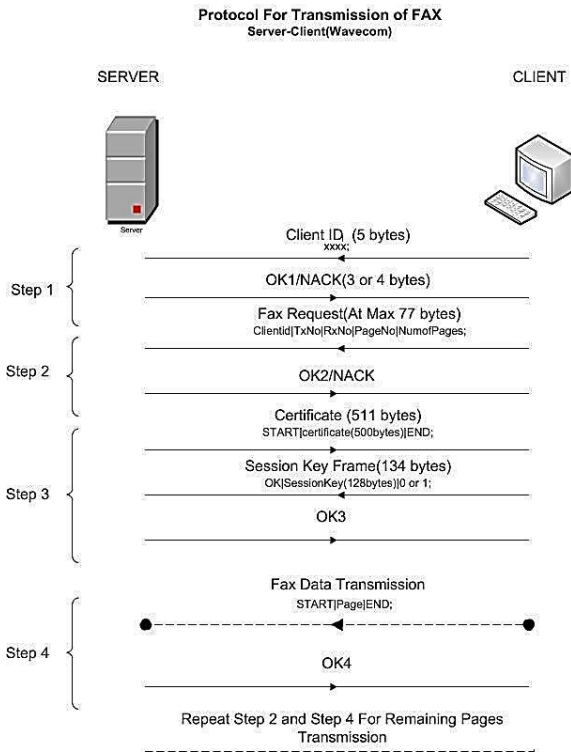 Protocol For Transmission of FAX
Server-Client(Wavecom)
SERVER
CLIENT
Server
Client ID (5 bytes)
xxxx;
Step 1
OK1/NACK(3 or 4 bytes)
Fax Request(At Max 77 bytes)
Clientid|TxNo|RxNo|PageNo|NumofPages;
Step 2
OK2/NACK
Certificate (511 bytes)
START|certificate(500bytes)|END;
Session Key Frame(134 bytes)
OK|SessionKey(128bytes)|0 or 1;
Step 3
OK3
Fax Data Transmission
START|Page|END;
Step 4
OK4
Repeat Step 2 and Step 4 For Remaining Pages
Transmission